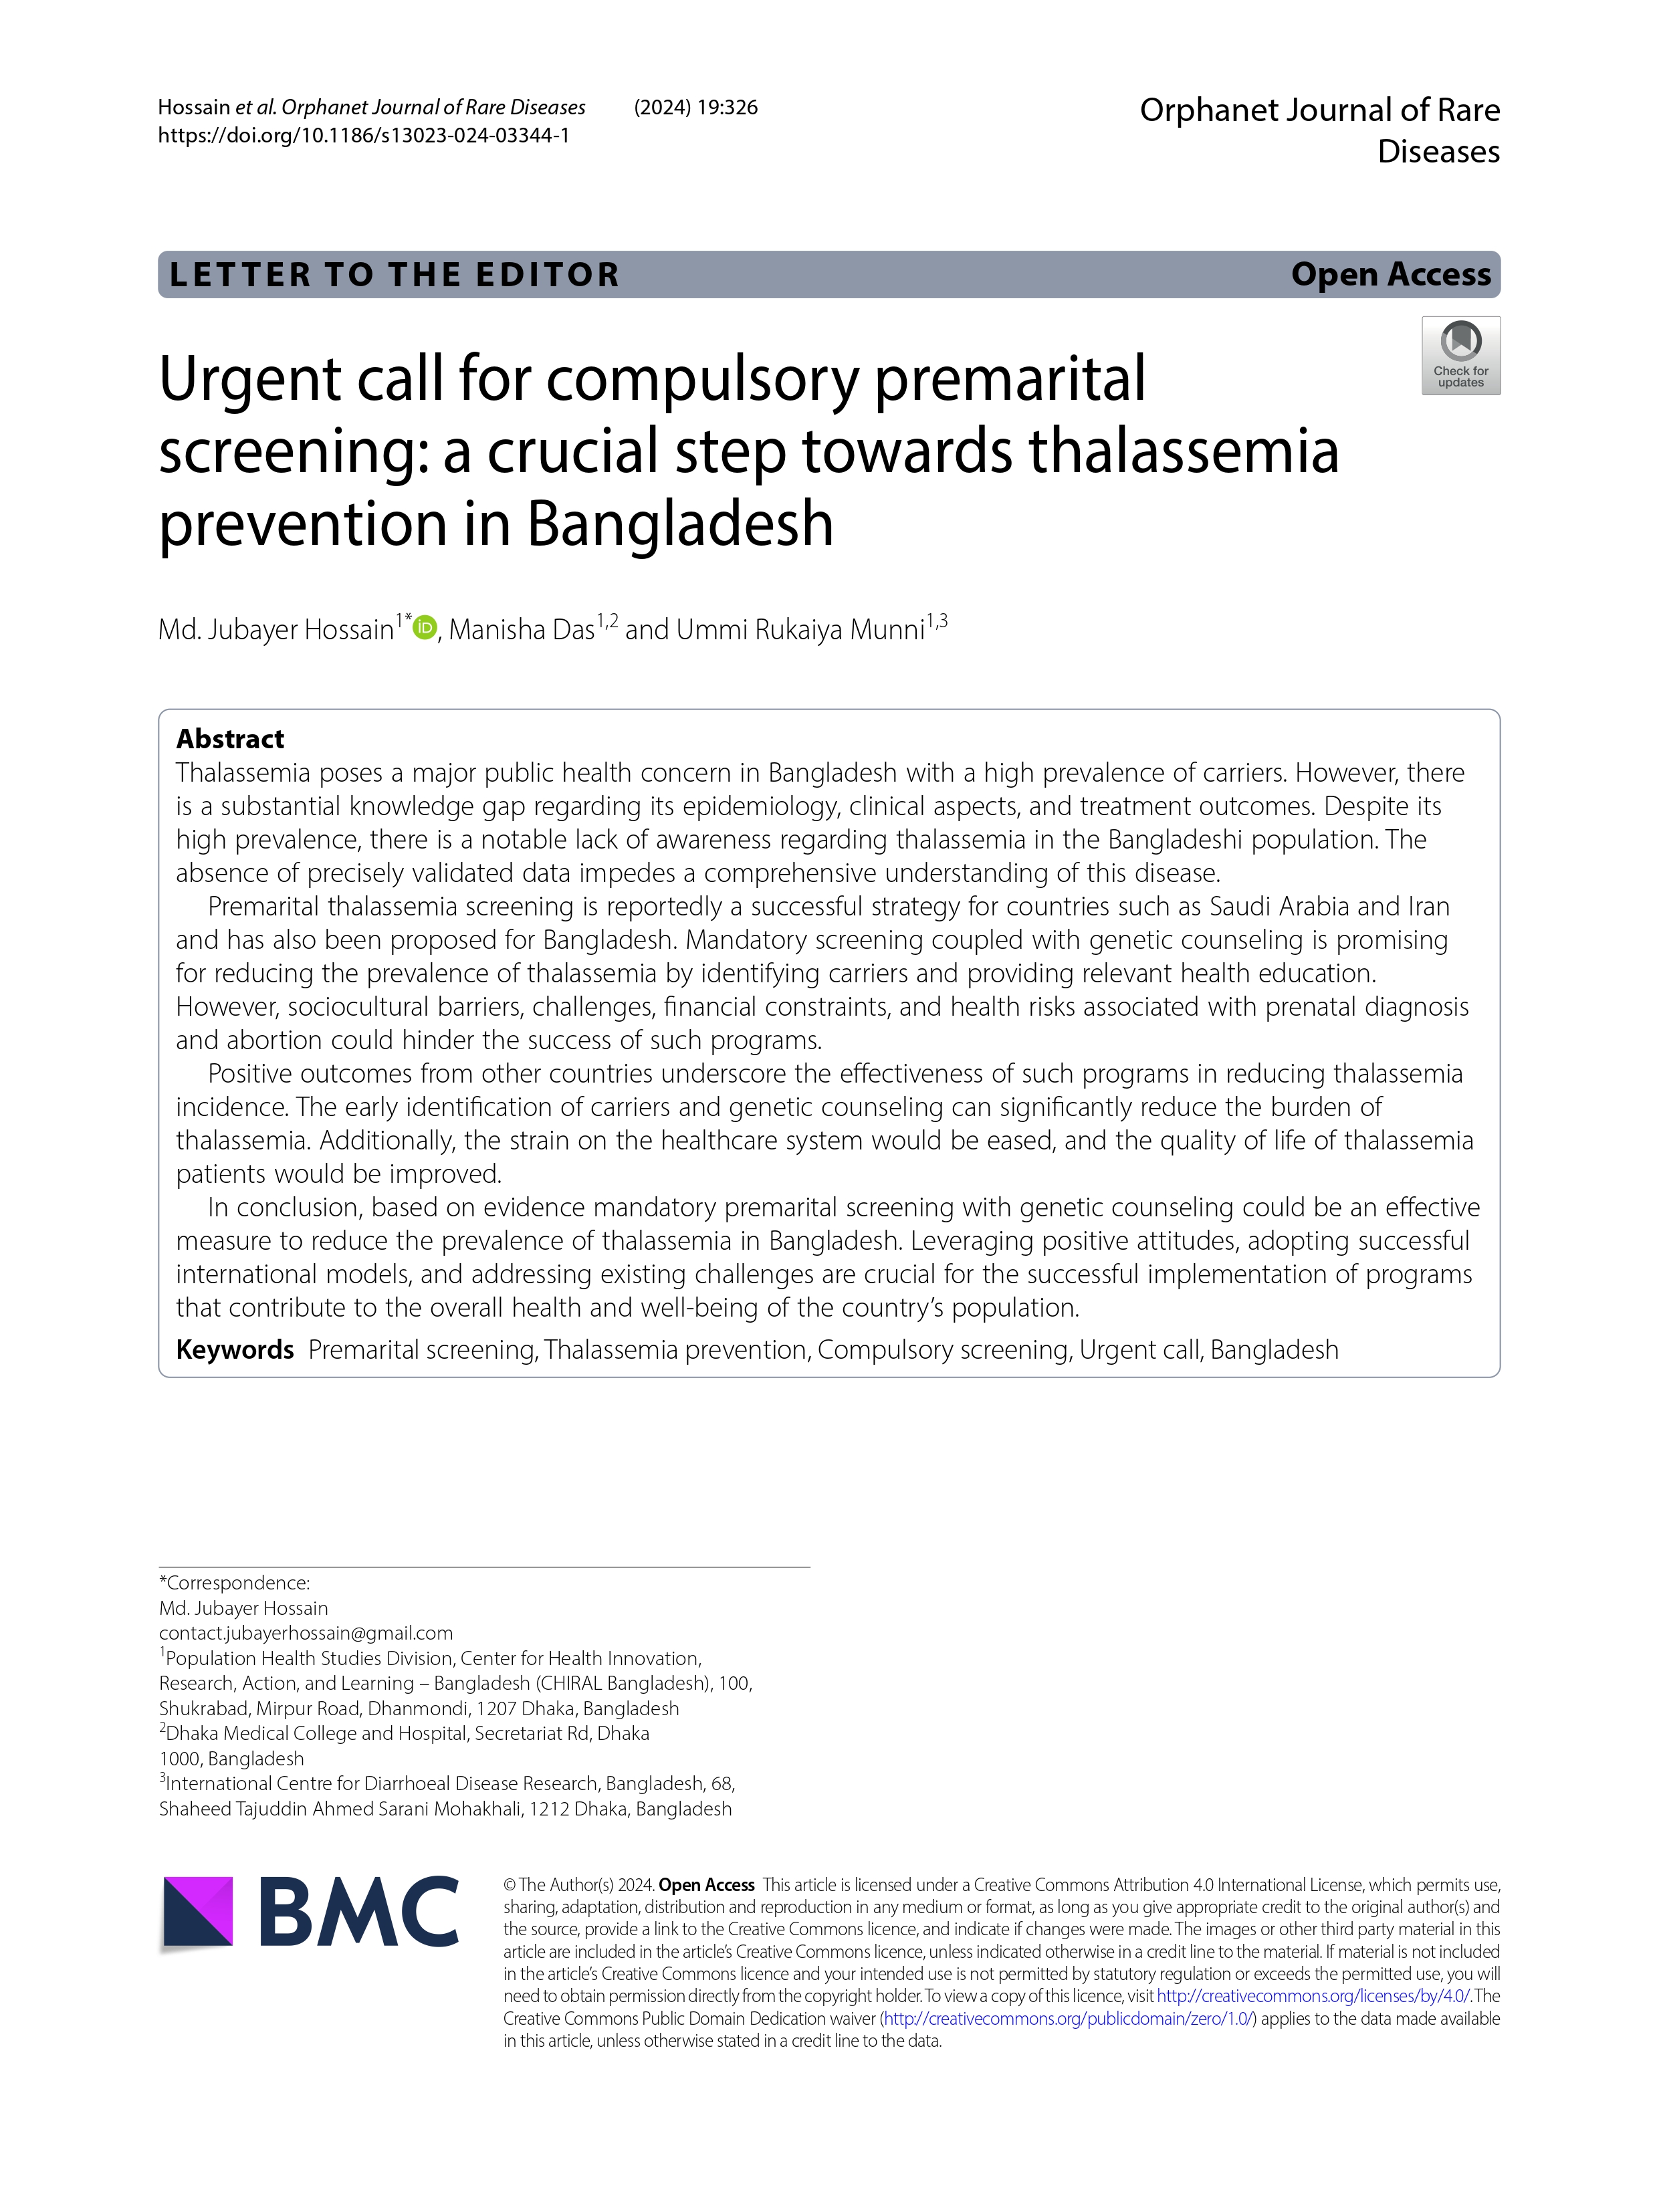 Hossain et al. Orphanet Journal of Rare Diseases (2024) 19:326
https://doi.org/10.1186/s13023-024-03344-1
Orphanet Journal of Rare
Diseases
LETTER TO THE EDITOR Open Access
Check for
updates
Urgent call for compulsory premarital
screening: a crucial step towards thalassemia
prevention in Bangladesh
Md. Jubayer Hossain1* iD, Manisha Das1,2 and Ummi Rukaiya Munni1,3
Abstract
Thalassemia poses a major public health concern in Bangladesh with a high prevalence of carriers. However, there
is a substantial knowledge gap regarding its epidemiology, clinical aspects, and treatment outcomes. Despite its
high prevalence, there is a notable lack of awareness regarding thalassemia in the Bangladeshi population. The
absence of precisely validated data impedes a comprehensive understanding of this disease.
Premarital thalassemia screening is reportedly a successful strategy for countries such as Saudi Arabia and Iran
and has also been proposed for Bangladesh. Mandatory screening coupled with genetic counseling is promising
for reducing the prevalence of thalassemia by identifying carriers and providing relevant health education.
However, sociocultural barriers, challenges, financial constraints, and health risks associated with prenatal diagnosis
and abortion could hinder the success of such programs.
Positive outcomes from other countries underscore the effectiveness of such programs in reducing thalassemia
incidence. The early identification of carriers and genetic counseling can significantly reduce the burden of
thalassemia. Additionally, the strain on the healthcare system would be eased, and the quality of life of thalassemia
patients would be improved.
In conclusion, based on evidence mandatory premarital screening with genetic counseling could be an effective
measure to reduce the prevalence of thalassemia in Bangladesh. Leveraging positive attitudes, adopting successful
international models, and addressing existing challenges are crucial for the successful implementation of programs
that contribute to the overall health and well-being of the country's population.
Keywords Premarital screening, Thalassemia prevention, Compulsory screening, Urgent call, Bangladesh
*Correspondence:
Md. Jubayer Hossain
contact.jubayerhossain@gmail.com
1Population Health Studies Division, Center for Health Innovation,
Research, Action, and Learning – Bangladesh (CHIRAL Bangladesh), 100,
Shukrabad, Mirpur Road, Dhanmondi, 1207 Dhaka, Bangladesh
2Dhaka Medical College and Hospital, Secretariat Rd, Dhaka
1000, Bangladesh
3International Centre for Diarrhoeal Disease Research, Bangladesh, 68,
Shaheed Tajuddin Ahmed Sarani Mohakhali, 1212 Dhaka, Bangladesh
BMC
© The Author(s) 2024. Open Access This article is licensed under a Creative Commons Attribution 4.0 International License, which permits use,
sharing, adaptation, distribution and reproduction in any medium or format, as long as you give appropriate credit to the original author(s) and
the source, provide a link to the Creative Commons licence, and indicate if changes were made. The images or other third party material in this
article are included in the article's Creative Commons licence, unless indicated otherwise in a credit line to the material. If material is not included
in the article's Creative Commons licence and your intended use is not permitted by statutory regulation or exceeds the permitted use, you will
need to obtain permission directly from the copyright holder. To view a copy of this licence, visit http://creativecommons.org/licenses/by/4.0/. The
Creative Commons Public Domain Dedication waiver (http://creativecommons.org/publicdomain/zero/1.0/) applies to the data made available
in this article, unless otherwise stated in a credit line to the data.